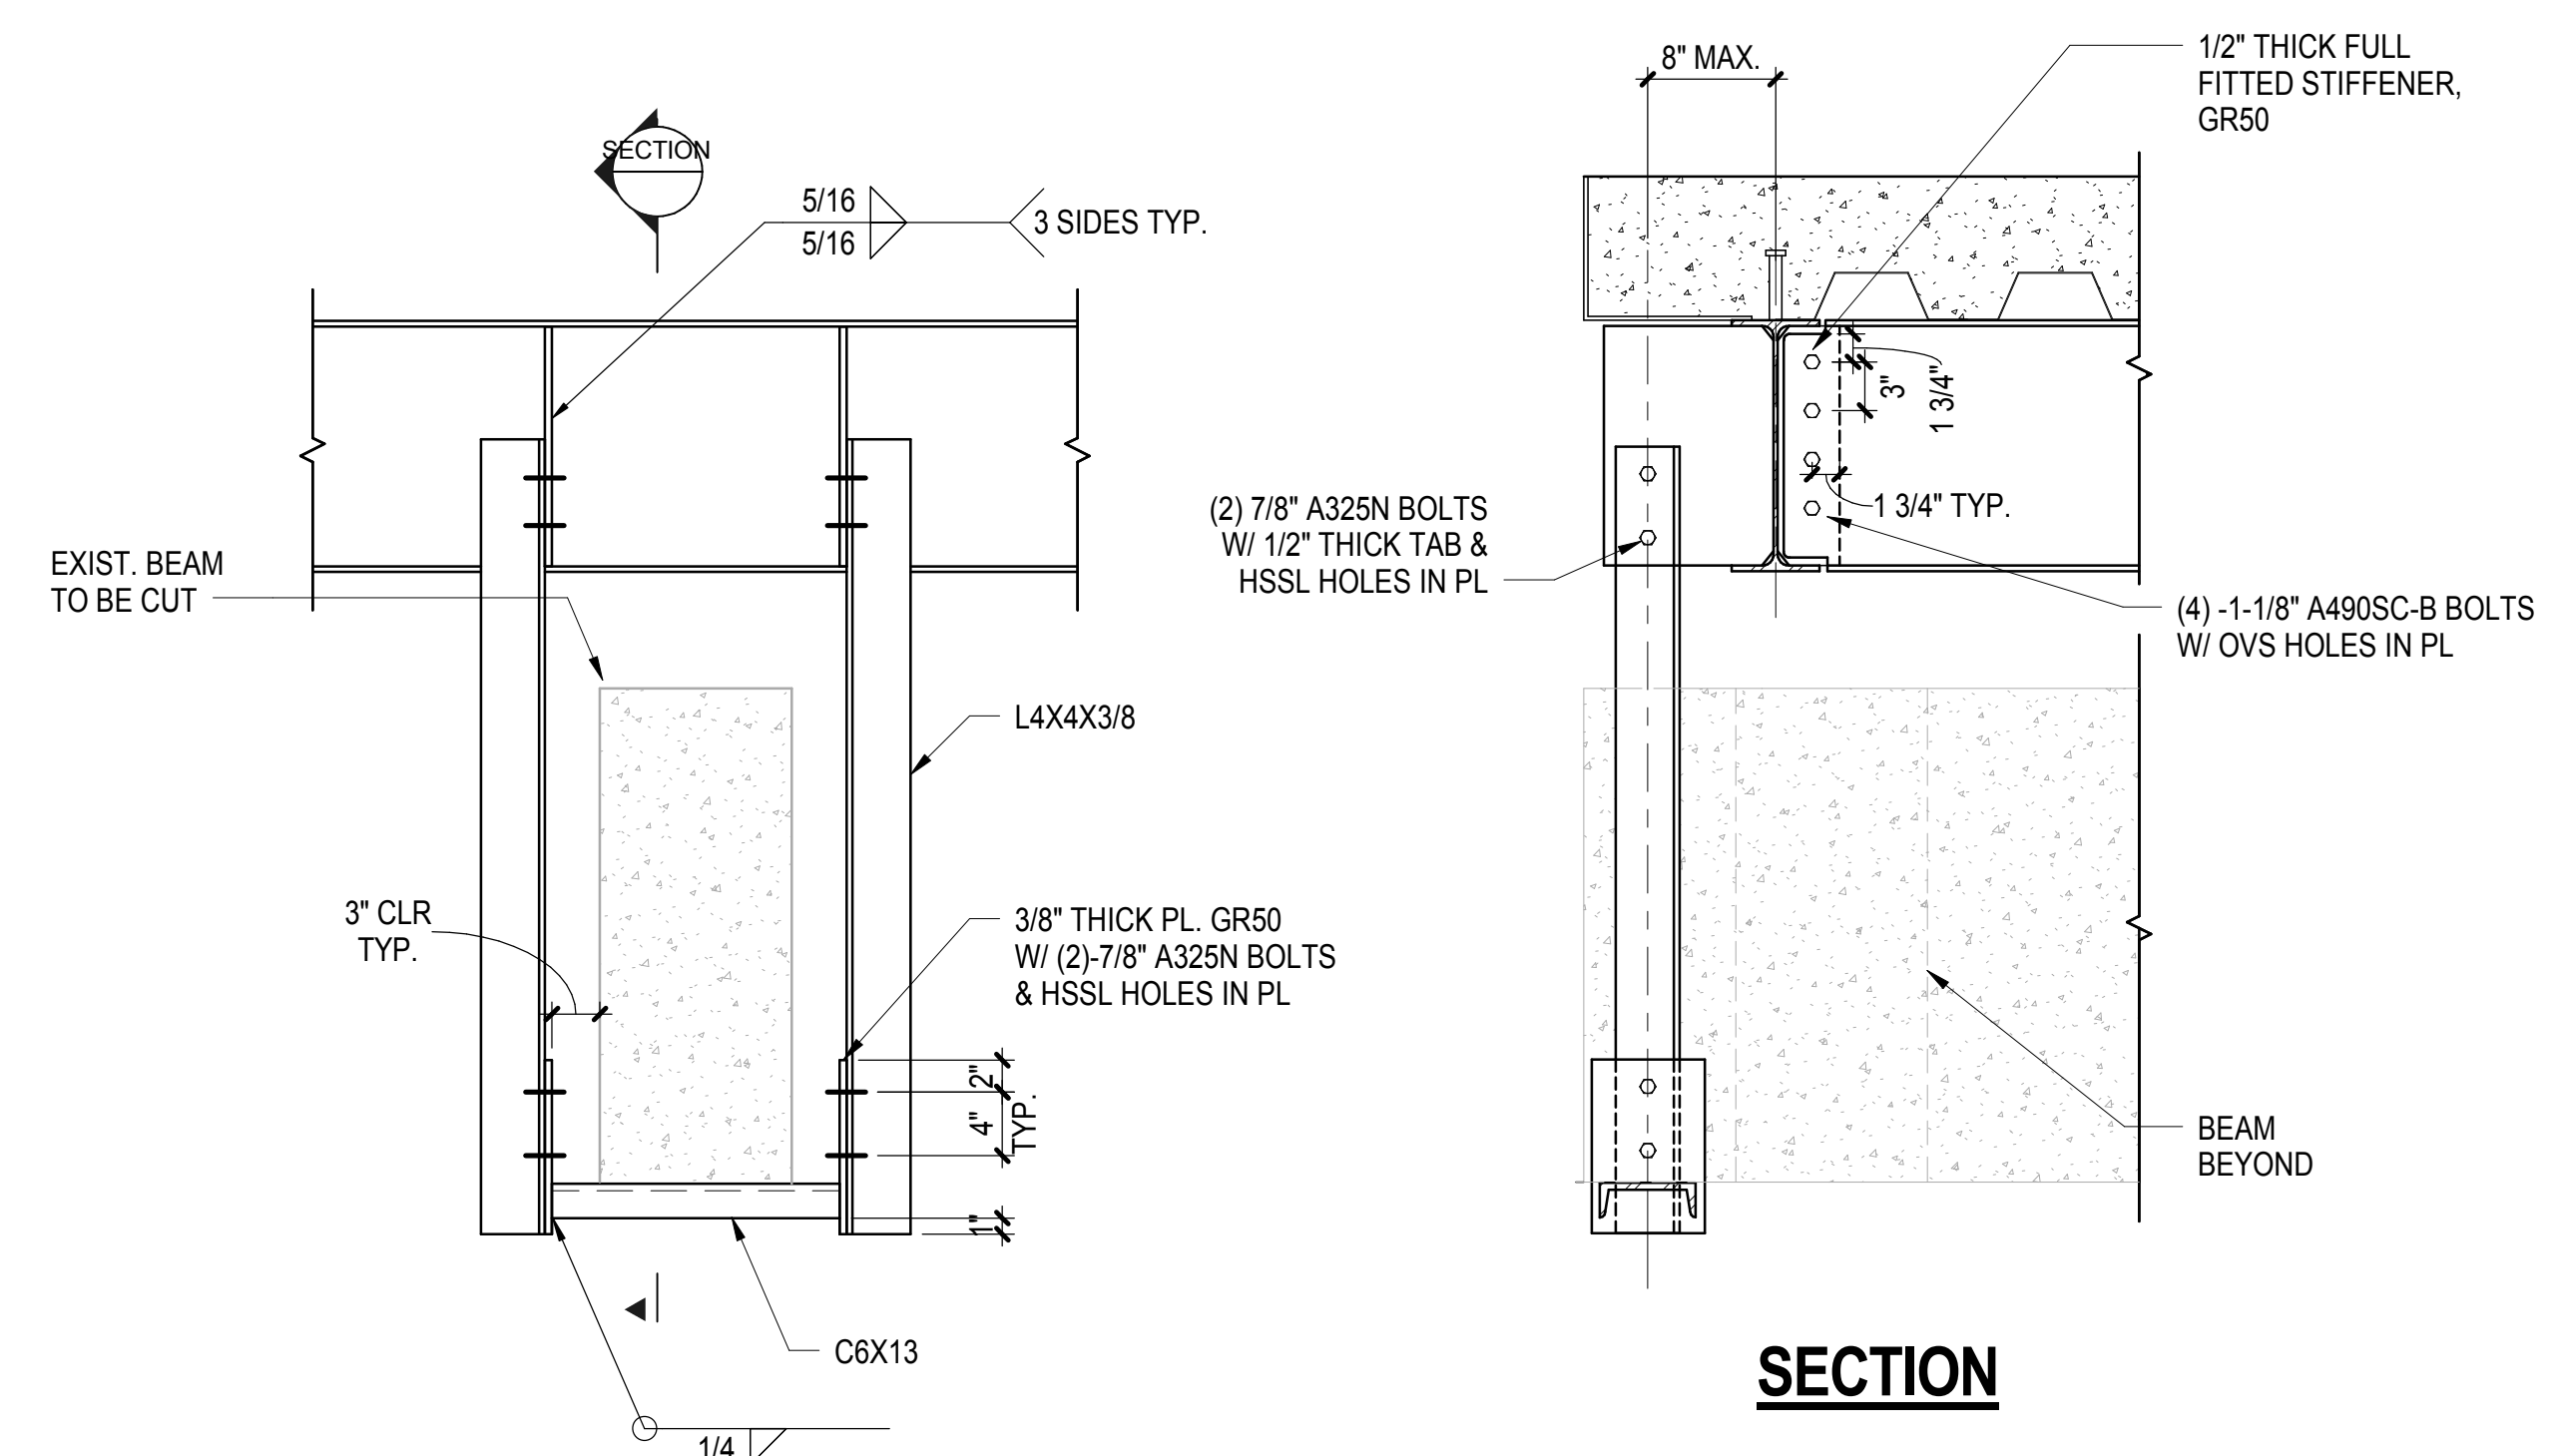 SECTION
5/16
5/16
3 SIDES TYP.
EXIST. BEAM
TO BE CUT
L4X4X3/8
3" CLR
TYP.
3/8" THICK PL. GR50
W/ (2)-7/8" A325N BOLTS
& HSSL HOLES IN PL
2"
4"
TYP.
1"
C6X13
1/4
8" MAX.
1/2" THICK FULL
FITTED STIFFENER,
GR50
3"
1 3/4"
1 3/4" TYP.
(2) 7/8" A325N BOLTS
W/ 1/2" THICK TAB &
HSSL HOLES IN PL
(4) -1-1/8" A490SC-B BOLTS
W/ OVS HOLES IN PL
BEAM
BEYOND
SECTION